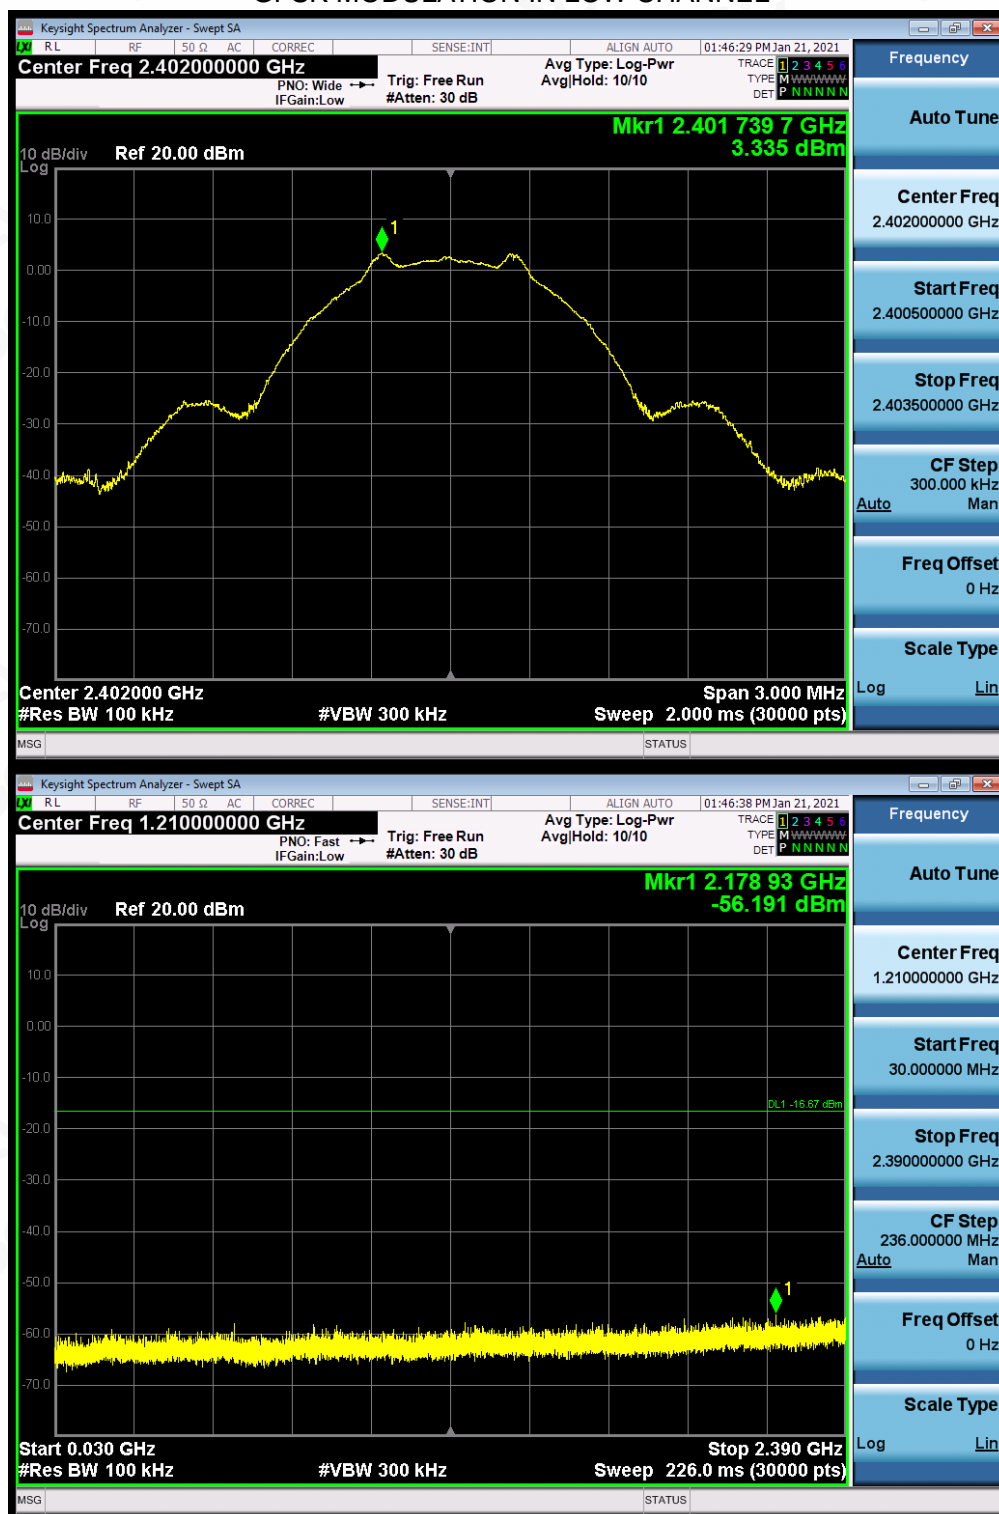 GFSK MODULATION IN LOW CHANNEL
Keysight Spectrum Analyzer - Swept SA
LXI RL RF 50 Ω AC CORREC SENSE:INT ALIGN AUTO 01:46:29 PM Jan 21, 2021
Center Freq 2.402000000 GHz
PNO: Wide
IFGain:Low
Trig: Free Run
#Atten: 30 dB
Avg Type: Log-Pwr
Avg|Hold: 10/10
TRACE 1 2 3 4 5 6
TYPE M WWWWW
DET P N N N N N
Mkr1 2.401 739 7 GHz
3.335 dBm
10 dB/div Ref 20.00 dBm
Log
10.0
0.00
-10.0
-20.0
-30.0
-40.0
-50.0
-60.0
-70.0
1
Center 2.402000 GHz Span 3.000 MHz
#Res BW 100 kHz #VBW 300 kHz Sweep 2.000 ms (30000 pts)
MSG STATUS
Frequency
Auto Tune
Center Freq
2.402000000 GHz
Start Freq
2.400500000 GHz
Stop Freq
2.403500000 GHz
CF Step
300.000 kHz
Auto Man
Freq Offset
0 Hz
Scale Type
Log Lin
Keysight Spectrum Analyzer - Swept SA
LXI RL RF 50 Ω AC CORREC SENSE:INT ALIGN AUTO 01:46:38 PM Jan 21, 2021
Center Freq 1.210000000 GHz
PNO: Fast
IFGain:Low
Trig: Free Run
#Atten: 30 dB
Avg Type: Log-Pwr
Avg|Hold: 10/10
TRACE 1 2 3 4 5 6
TYPE M WWWWW
DET P N N N N N
Mkr1 2.178 93 GHz
-56.191 dBm
10 dB/div Ref 20.00 dBm
Log
10.0
0.00
-10.0
-20.0
-30.0
-40.0
-50.0
-60.0
-70.0
DL1 -16.67 dBm
1
Start 0.030 GHz Stop 2.390 GHz
#Res BW 100 kHz #VBW 300 kHz Sweep 226.0 ms (30000 pts)
MSG STATUS
Frequency
Auto Tune
Center Freq
1.210000000 GHz
Start Freq
30.000000 MHz
Stop Freq
2.390000000 GHz
CF Step
236.000000 MHz
Auto Man
Freq Offset
0 Hz
Scale Type
Log Lin